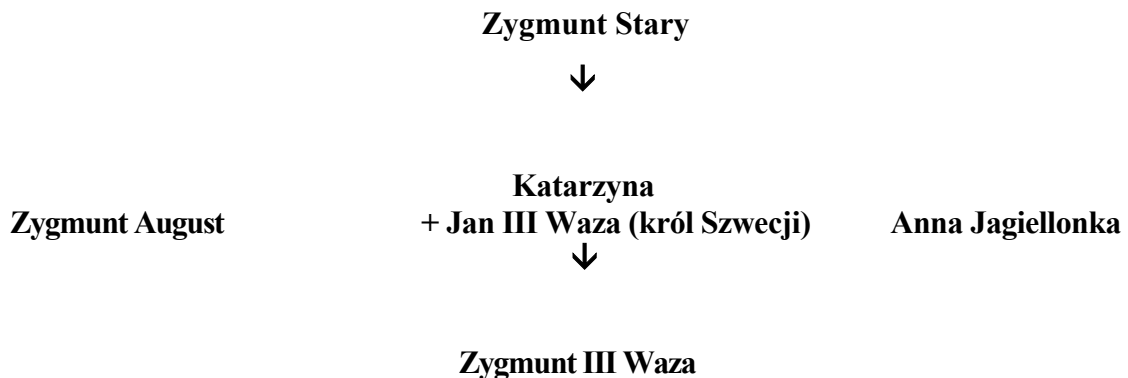 Zygmunt Stary
Katarzyna
Zygmunt August + Jan III Waza (król Szwecji) Anna Jagiellonka
Zygmunt III Waza